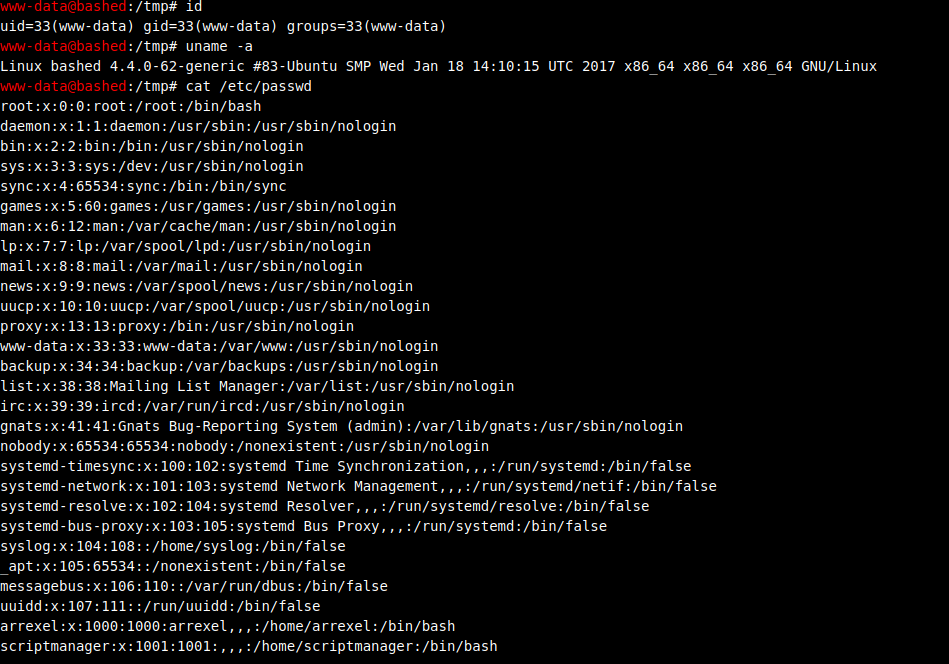 www-data@bashed:/tmp# id
uid=33(www-data) gid=33(www-data) groups=33(www-data)
www-data@bashed:/tmp# uname -a
Linux bashed 4.4.0-62-generic #83-Ubuntu SMP Wed Jan 18 14:10:15 UTC 2017 x86_64 x86_64 x86_64 GNU/Linux
www-data@bashed:/tmp# cat /etc/passwd
root:x:0:0:root:/root:/bin/bash
daemon:x:1:1:daemon:/usr/sbin:/usr/sbin/nologin
bin:x:2:2:bin:/bin:/usr/sbin/nologin
sys:x:3:3:sys:/dev:/usr/sbin/nologin
sync:x:4:65534:sync:/bin:/bin/sync
games:x:5:60:games:/usr/games:/usr/sbin/nologin
man:x:6:12:man:/var/cache/man:/usr/sbin/nologin
lp:x:7:7:lp:/var/spool/lpd:/usr/sbin/nologin
mail:x:8:8:mail:/var/mail:/usr/sbin/nologin
news:x:9:9:news:/var/spool/news:/usr/sbin/nologin
uucp:x:10:10:uucp:/var/spool/uucp:/usr/sbin/nologin
proxy:x:13:13:proxy:/bin:/usr/sbin/nologin
www-data:x:33:33:www-data:/var/www:/usr/sbin/nologin
backup:x:34:34:backup:/var/backups:/usr/sbin/nologin
list:x:38:38:Mailing List Manager:/var/list:/usr/sbin/nologin
irc:x:39:39:ircd:/var/run/ircd:/usr/sbin/nologin
gnats:x:41:41:Gnats Bug-Reporting System (admin):/var/lib/gnats:/usr/sbin/nologin
nobody:x:65534:65534:nobody:/nonexistent:/usr/sbin/nologin
systemd-timesync:x:100:102:systemd Time Synchronization,,,:/run/systemd:/bin/false
systemd-network:x:101:103:systemd Network Management,,,:/run/systemd/netif:/bin/false
systemd-resolve:x:102:104:systemd Resolver,,,:/run/systemd/resolve:/bin/false
systemd-bus-proxy:x:103:105:systemd Bus Proxy,,,:/run/systemd:/bin/false
syslog:x:104:108::/home/syslog:/bin/false
_apt:x:105:65534::/nonexistent:/bin/false
messagebus:x:106:110::/var/run/dbus:/bin/false
uuidd:x:107:111::/run/uuidd:/bin/false
arrexel:x:1000:1000:arrexel,,,:/home/arrexel:/bin/bash
scriptmanager:x:1001:1001:,,,:/home/scriptmanager:/bin/bash